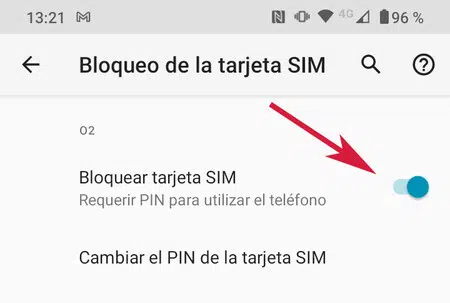 13:21 4G 96 %
Bloqueo de la tarjeta SIM
O2
Bloquear tarjeta SIM
Requerir PIN para utilizar el teléfono
Cambiar el PIN de la tarjeta SIM